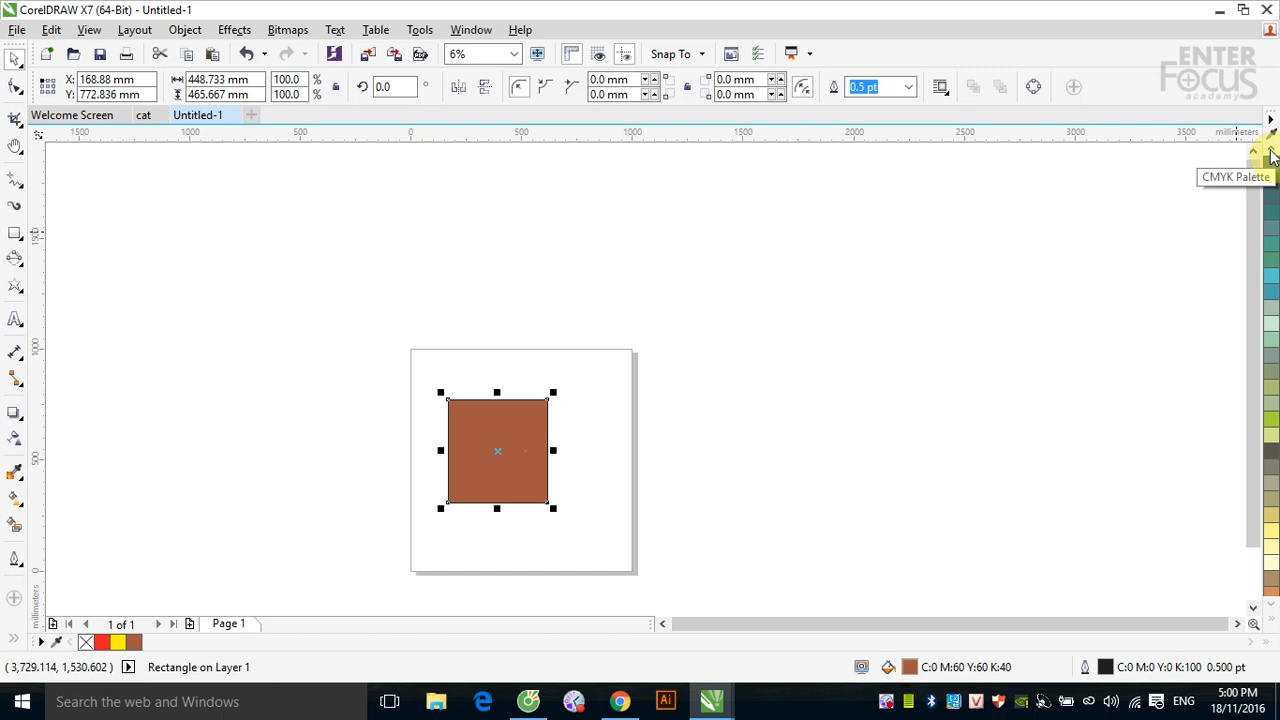 CorelDRAW X7 (64-Bit) - Untitled-1
File Edit View Layout Object Effects Bitmaps Text Table Tools Window Help
6% Snap To
ENTER
FOCUS
academy
X: 168.88 mm 448.733 mm 100.0 % 0.0 ° 0.0 mm 0.0 mm 0.5 pt
Y: 772.836 mm 465.667 mm 100.0 % 0.0 mm 0.0 mm
Welcome Screen cat Untitled-1
1500 1000 500 0 500 1000 1500 2000 2500 3000 3500 millimeters
CMYK Palette
1500
1000
500
0
millimeters
1 of 1 Page 1
( 3,729.114, 1,530.602 ) Rectangle on Layer 1 C:0 M:60 Y:60 K:40 C:0 M:0 Y:0 K:100 0.500 pt
Search the web and Windows Ai ENG 5:00 PM
18/11/2016